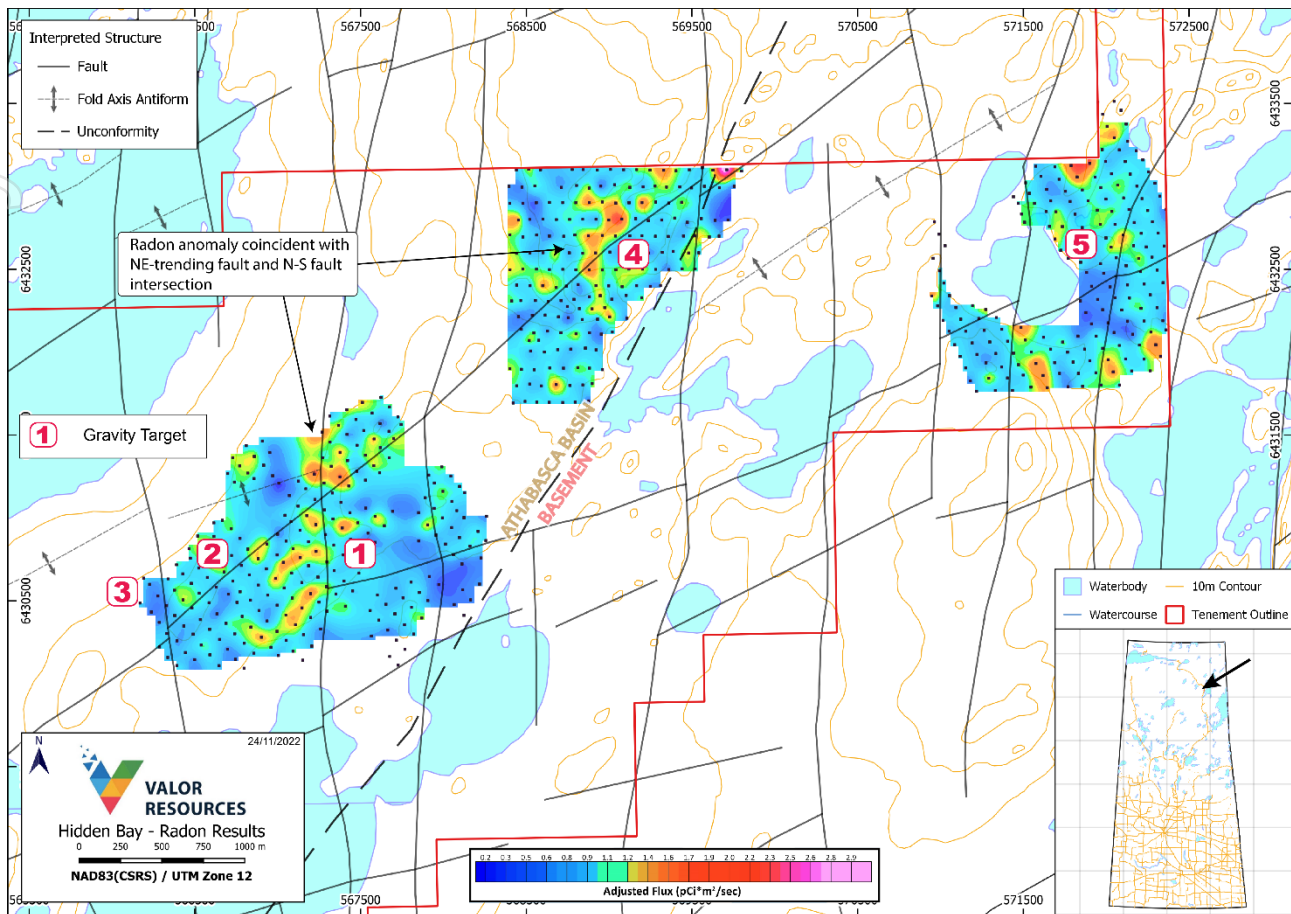 567500
568500
569500
570500
571500
572500
Interpreted Structure
Fault
Fold Axis Antiform
Unconformity
6433500
6433500
Radon anomaly coincident with
NE-trending fault and N-S fault
intersection
4
5
6432500
6432500
1 Gravity Target
ATHABASCA BASIN
BASEMENT
6431500
2
1
3
6430500
6430500
Waterbody
10m Contour
Watercourse
Tenement Outline
N
24/11/2022
VALOR
RESOURCES
Hidden Bay - Radon Results
0 250 500 750 1000 m
NAD83(CSRS) / UTM Zone 12
0.2 0.3 0.5 0.6 0.8 0.9 1.1 1.2 1.4 1.6 1.7 1.9 2.0 2.2 2.3 2.5 2.6 2.8 2.9
Adjusted Flux (pCi*m²/sec)
567500
569500
571500